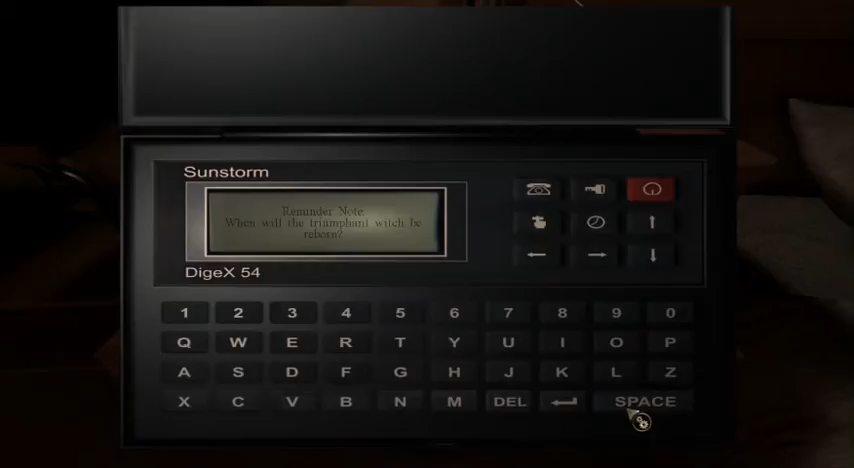 Sunstorm
Reminder Note:
When will the triumphant witch be
reborn?
DigeX 54
1 2 3 4 5 6 7 8 9 0
Q W E R T Y U I O P
A S D F G H J K L Z
X C V B N M DEL SPACE